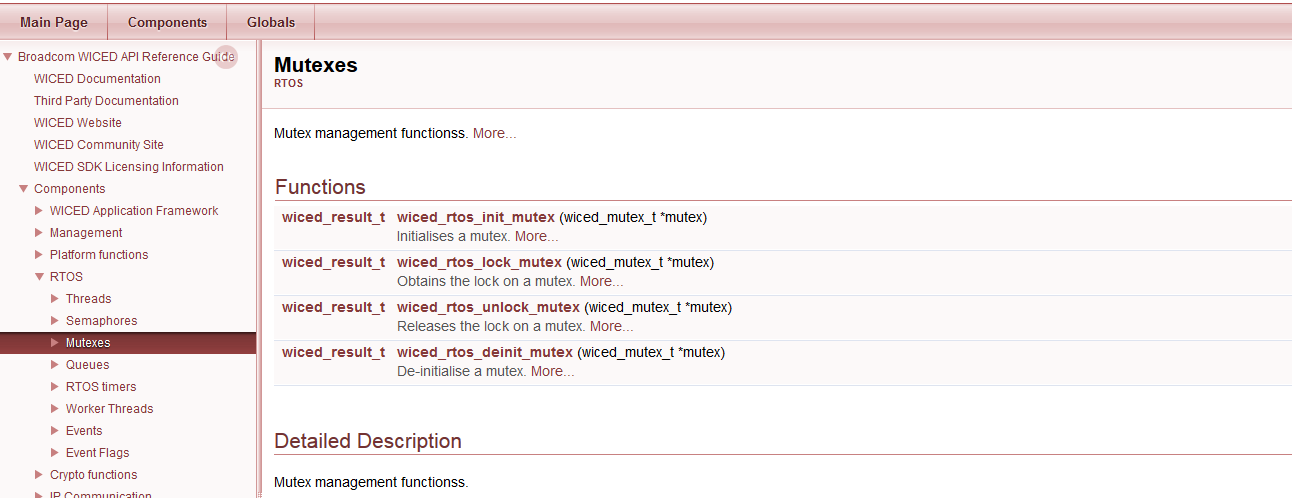 Main Page Components Globals
Broadcom WICED API Reference Guide
WICED Documentation
Third Party Documentation
WICED Website
WICED Community Site
WICED SDK Licensing Information
Components
WICED Application Framework
Management
Platform functions
RTOS
Threads
Semaphores
Mutexes
Queues
RTOS timers
Worker Threads
Events
Event Flags
Crypto functions
IP Communication
Mutexes
RTOS
Mutex management functionss. More...
Functions
wiced_result_t wiced_rtos_init_mutex (wiced_mutex_t *mutex)
Initialises a mutex. More...
wiced_result_t wiced_rtos_lock_mutex (wiced_mutex_t *mutex)
Obtains the lock on a mutex. More...
wiced_result_t wiced_rtos_unlock_mutex (wiced_mutex_t *mutex)
Releases the lock on a mutex. More...
wiced_result_t wiced_rtos_deinit_mutex (wiced_mutex_t *mutex)
De-initialise a mutex. More...
Detailed Description
Mutex management functionss.